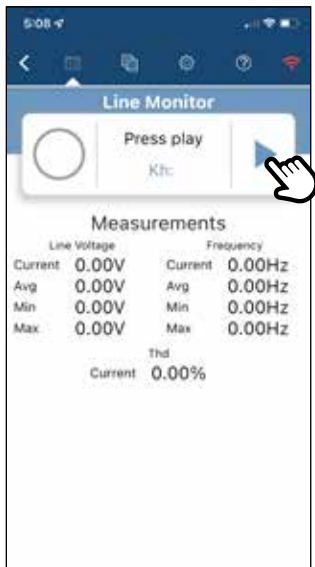 5:08
Line Monitor
Press play
Kh:
Measurements
Line Voltage Frequency
Current 0.00V Current 0.00Hz
Avg 0.00V Avg 0.00Hz
Min 0.00V Min 0.00Hz
Max 0.00V Max 0.00Hz
Thd
Current 0.00%